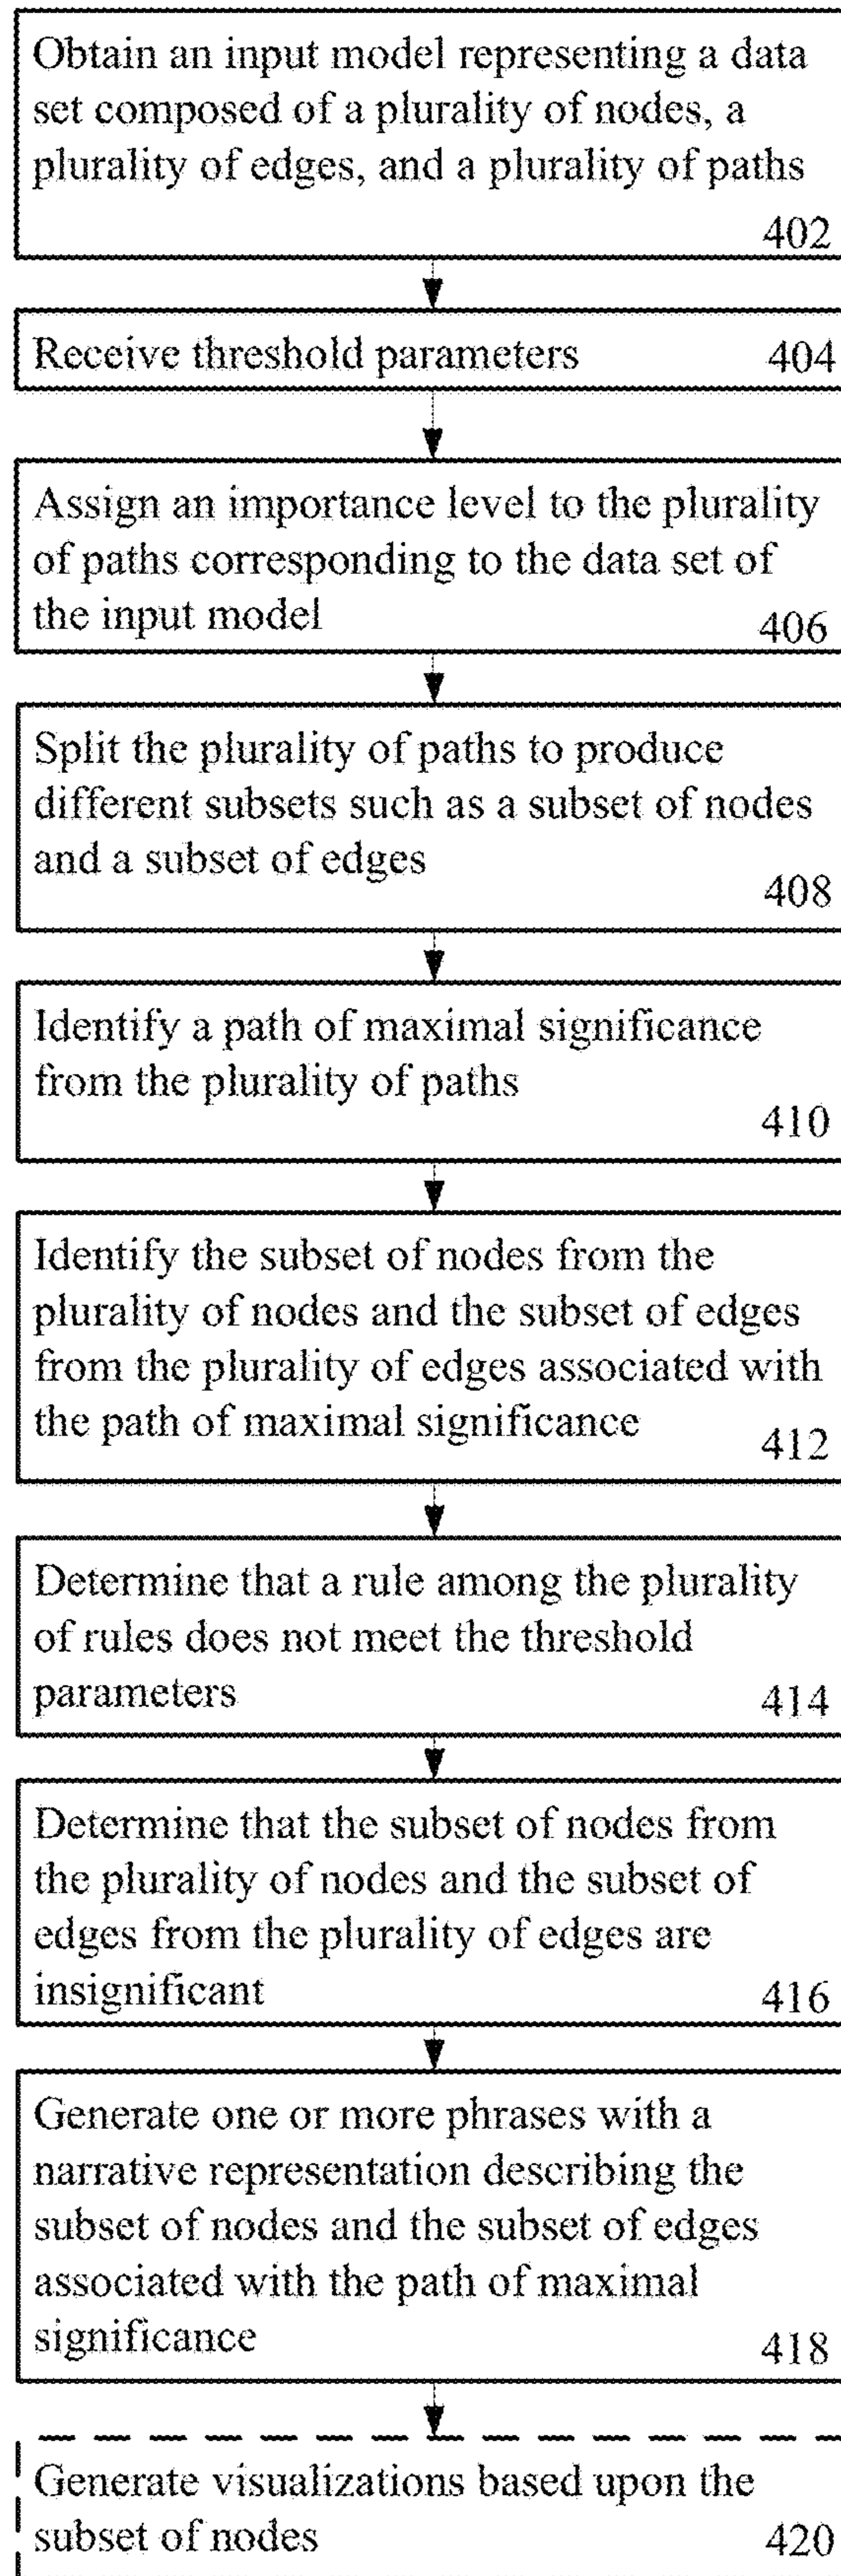 Obtain an input model representing a data
set composed of a plurality of nodes, a
plurality of edges, and a plurality of paths
402
Receive threshold parameters 404
Assign an importance level to the plurality
of paths corresponding to the data set of
the input model
406
Split the plurality of paths to produce
different subsets such as a subset of nodes
and a subset of edges
408
Identify a path of maximal significance
from the plurality of paths
410
Identify the subset of nodes from the
plurality of nodes and the subset of edges
from the plurality of edges associated with
the path of maximal significance
412
Determine that a rule among the plurality
of rules does not meet the threshold
parameters 414
Determine that the subset of nodes from
the plurality of nodes and the subset of
edges from the plurality of edges are
insignificant 416
Generate one or more phrases with a
narrative representation describing the
subset of nodes and the subset of edges
associated with the path of maximal
significance 418
Generate visualizations based upon the
subset of nodes 420